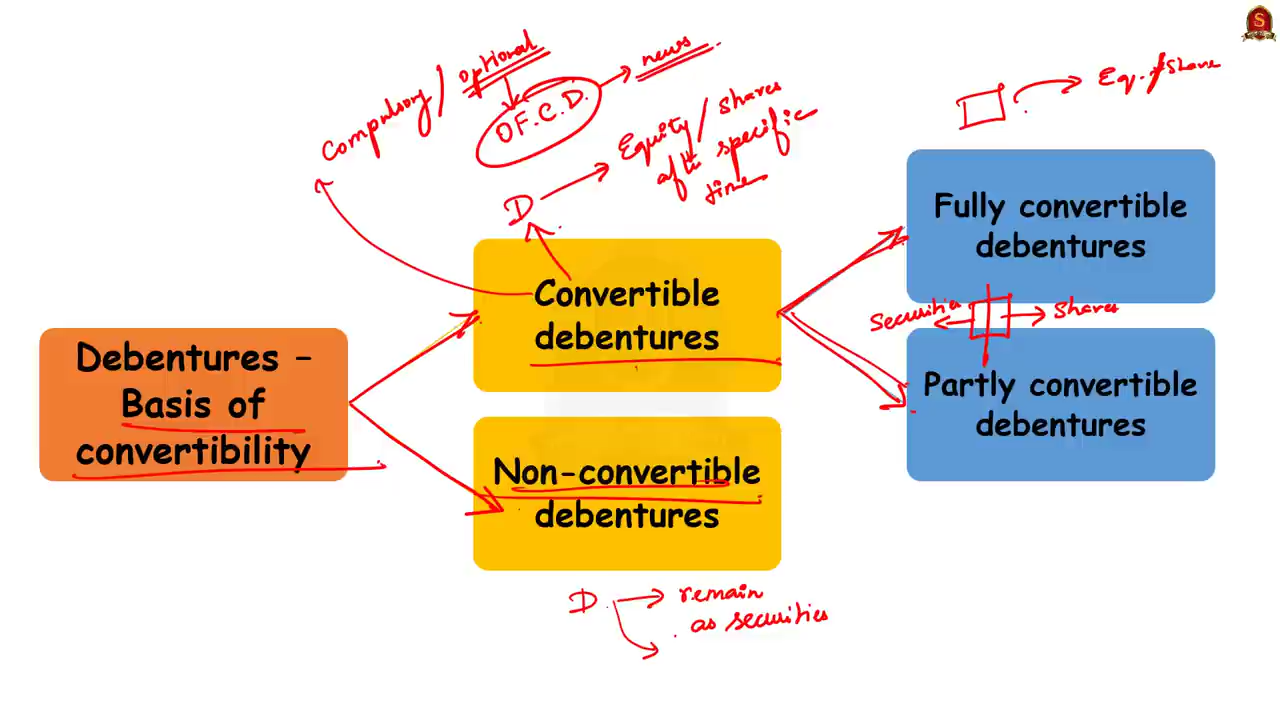 Compulsory/
optional
O.F.C.D.
news
D
Equity/Shares
after specific
time
Eq. Share
Debentures –
Basis of
convertibility
Convertible
debentures
Non-convertible
debentures
Fully convertible
debentures
Securities
Shares
Partly convertible
debentures
D
remain
as securities
S